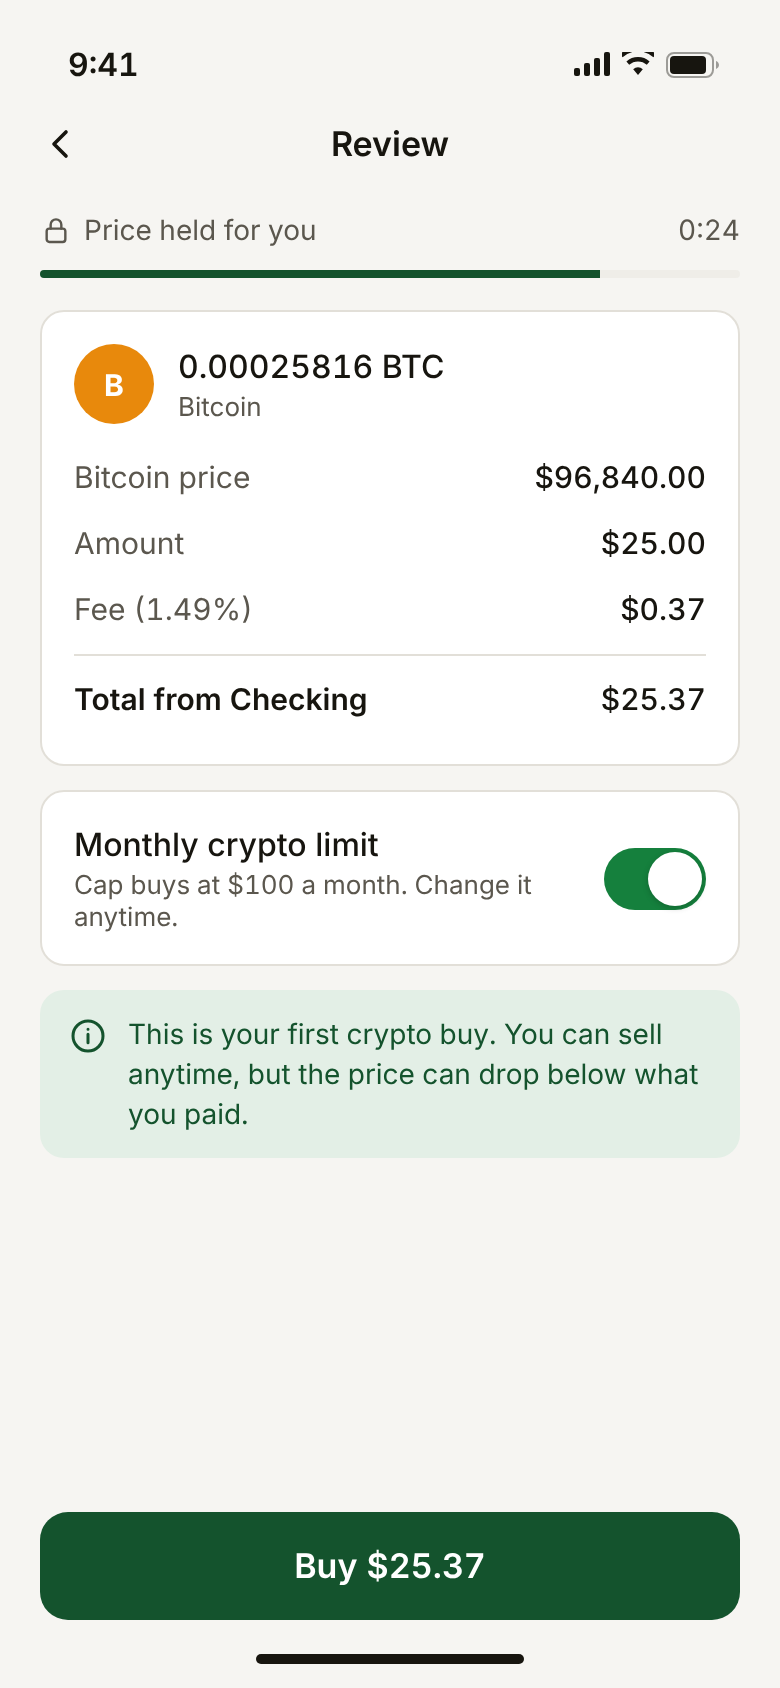 9:41
Review
Price held for you 0:24
B
0.00025816 BTC
Bitcoin
Bitcoin price $96,840.00
Amount $25.00
Fee (1.49%) $0.37
Total from Checking $25.37
Monthly crypto limit
Cap buys at $100 a month. Change it
anytime.
This is your first crypto buy. You can sell
anytime, but the price can drop below what
you paid.
Buy $25.37